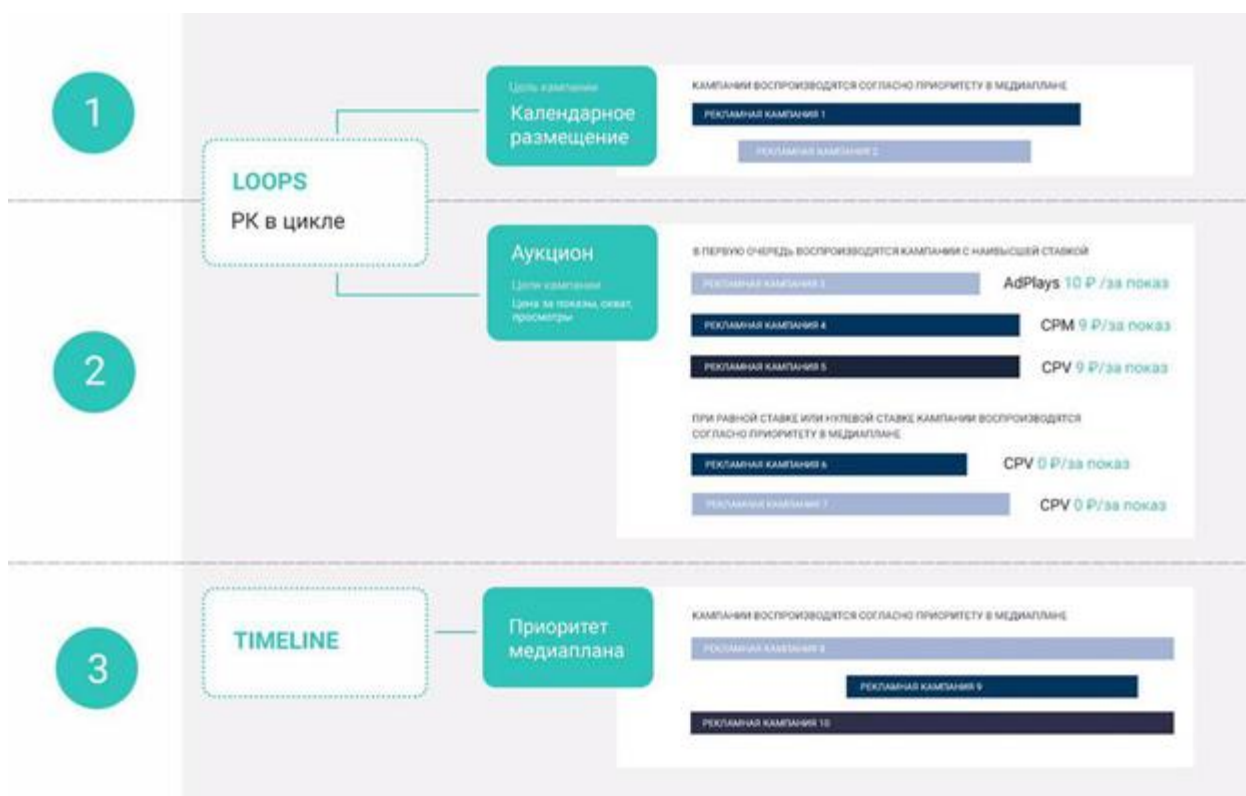 1
Цель кампании
Календарное
размещение
КАМПАНИИ ВОСПРОИЗВОДЯТСЯ СОГЛАСНО ПРИОРИТЕТУ В МЕДИАПЛАНЕ
РЕКЛАМНАЯ КАМПАНИЯ 1
РЕКЛАМНАЯ КАМПАНИЯ 2
LOOPS
РК в цикле
2
Аукцион
Цели кампании
Цена за показы, охват,
просмотры
В ПЕРВУЮ ОЧЕРЕДЬ ВОСПРОИЗВОДЯТСЯ КАМПАНИИ С НАИВЫСШЕЙ СТАВКОЙ
РЕКЛАМНАЯ КАМПАНИЯ 3
AdPlays 10 ₽ /за показ
РЕКЛАМНАЯ КАМПАНИЯ 4
CPM 9 ₽/за показ
РЕКЛАМНАЯ КАМПАНИЯ 5
CPV 9 ₽/за показ
ПРИ РАВНОЙ СТАВКЕ ИЛИ НУЛЕВОЙ СТАВКЕ КАМПАНИИ ВОСПРОИЗВОДЯТСЯ
СОГЛАСНО ПРИОРИТЕТУ В МЕДИАПЛАНЕ
РЕКЛАМНАЯ КАМПАНИЯ 6
CPV 0 ₽/за показ
РЕКЛАМНАЯ КАМПАНИЯ 7
CPV 0 ₽/за показ
3
TIMELINE
Приоритет
медиаплана
КАМПАНИИ ВОСПРОИЗВОДЯТСЯ СОГЛАСНО ПРИОРИТЕТУ В МЕДИАПЛАНЕ
РЕКЛАМНАЯ КАМПАНИЯ 8
РЕКЛАМНАЯ КАМПАНИЯ 9
РЕКЛАМНАЯ КАМПАНИЯ 10